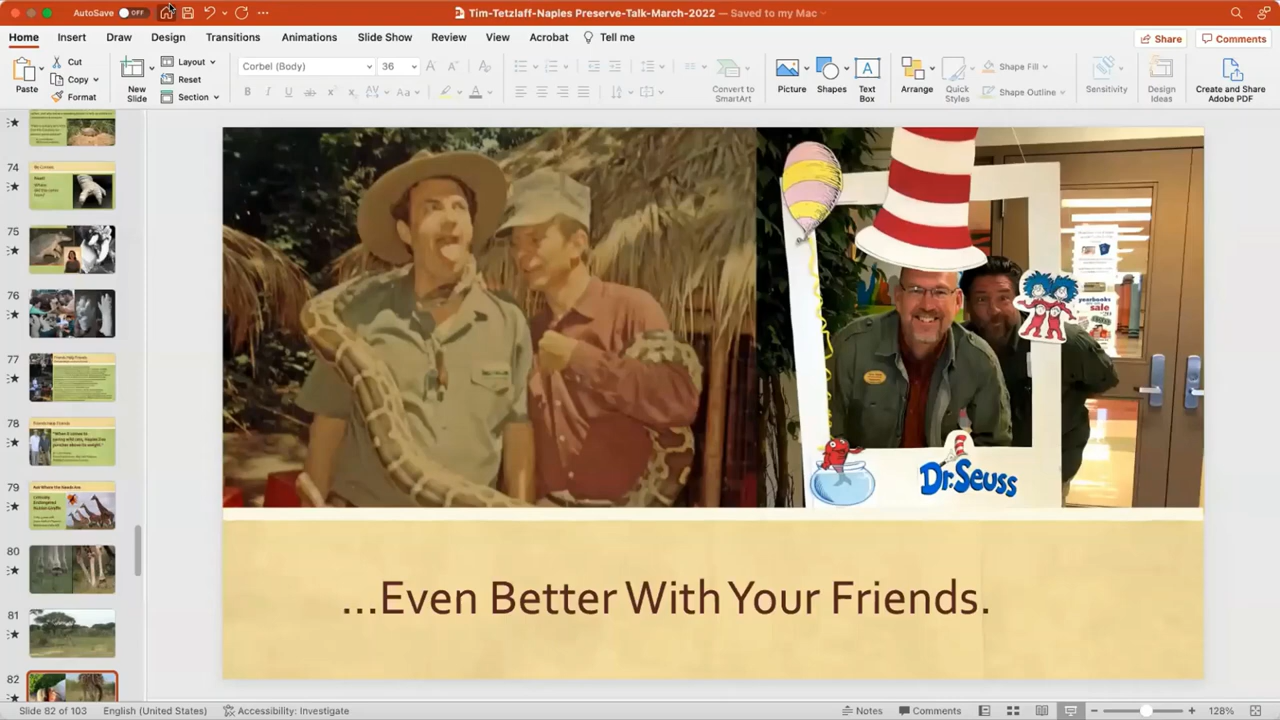 AutoSave OFF
Tim-Tetzlaff-Naples Preserve-Talk-March-2022 — Saved to my Mac
Home Insert Draw Design Transitions Animations Slide Show Review View Acrobat Tell me
Share Comments
Paste
Cut
Copy
Format
New Slide
Layout
Reset
Section
Corbel (Body) 36
Convert to SmartArt
Picture
Shapes
Text Box
Arrange
Quick Styles
Shape Fill
Shape Outline
Sensitivity
Design Ideas
Create and Share Adobe PDF
74
75
76
77
78
79
80
81
82
yearbooks
sale
Dr. Seuss
...Even Better With Your Friends.
Slide 82 of 103 English (United States) Accessibility: Investigate
Notes Comments 128%